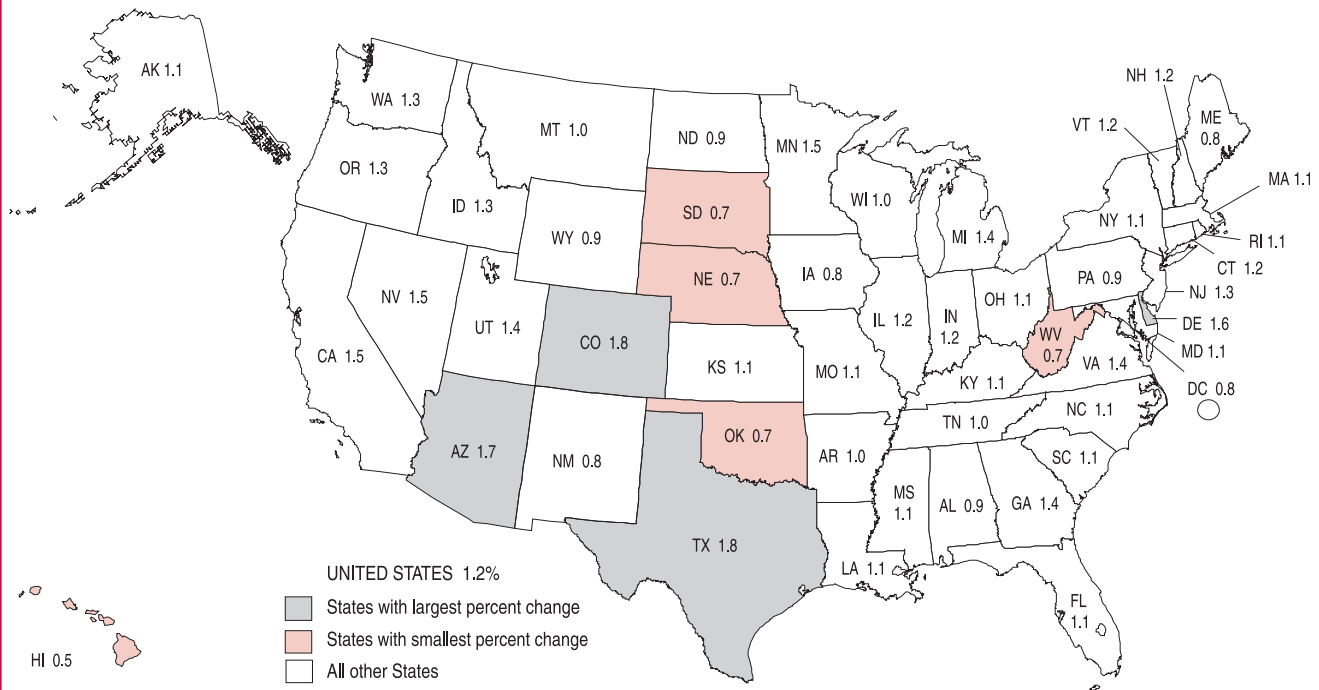 AK 1.1
WA 1.3
MT 1.0
ND 0.9
MN 1.5
NH 1.2
VT 1.2
ME
0.8
OR 1.3
ID 1.3
WY 0.9
SD 0.7
WI 1.0
MI 1.4
NY 1.1
MA 1.1
RI 1.1
CT 1.2
NV 1.5
UT 1.4
NE 0.7
IA 0.8
IL 1.2
IN
1.2
OH 1.1
PA 0.9
NJ 1.3
DE 1.6
MD 1.1
DC 0.8
CA 1.5
CO 1.8
KS 1.1
MO 1.1
KY 1.1
WV
0.7
VA 1.4
AZ 1.7
NM 0.8
OK 0.7
AR 1.0
TN 1.0
NC 1.1
SC 1.1
TX 1.8
LA 1.1
MS
1.1
AL 0.9
GA 1.4
FL
1.1
HI 0.5
UNITED STATES 1.2%
States with largest percent change
States with smallest percent change
All other States